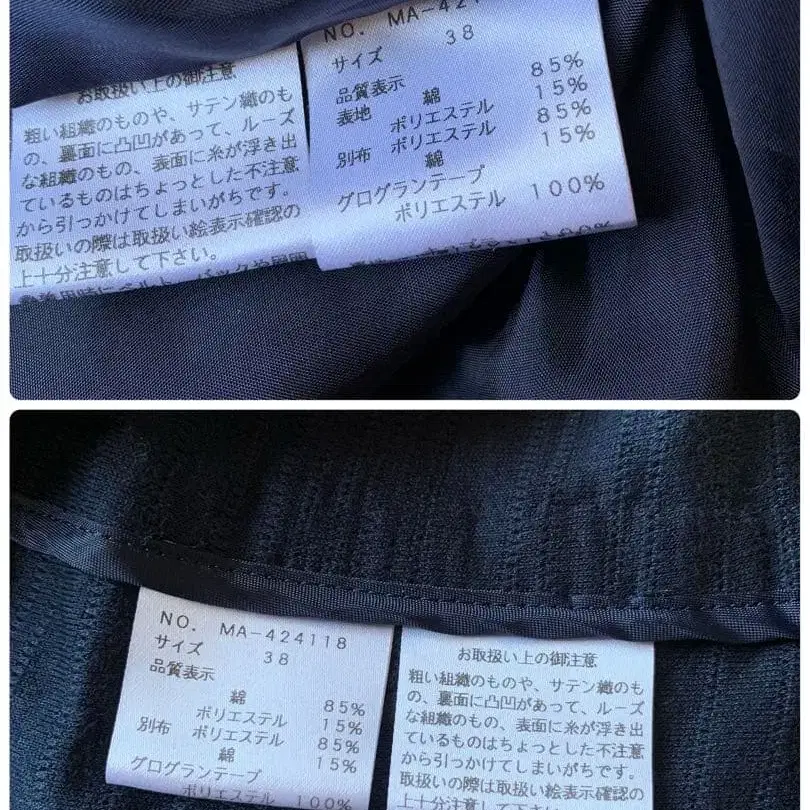 お取扱い上の御注意
粗い組織のものや、サテン織のも
の、裏面に凸凹があって、ルーズ
な組織のもの、表面に糸が浮き出
ているものはちょっとした不注意
から引っかけてしまいがちです。
取扱いの際は取扱い絵表示確認の
上十分注意して下さい。
NO. MA-421
サイズ
38
品質表示
表地 綿 85%
ポリエステル 15%
別布 ポリエステル 85%
綿 15%
グログランテープ
ポリエステル 100%
NO. MA-424118
サイズ
38
品質表示
綿 85%
ポリエステル 15%
別布 ポリエステル 85%
綿 15%
グログランテープ
ポリエステル 100%
お取扱い上の御注意
粗い組織のものや、サテン織のも
の、裏面に凸凹があって、ルーズ
な組織のもの、表面に糸が浮き出
ているものはちょっとした不注意
から引っかけてしまいがちです。
取扱いの際は取扱い絵表示確認の
上十分注意して下さい。